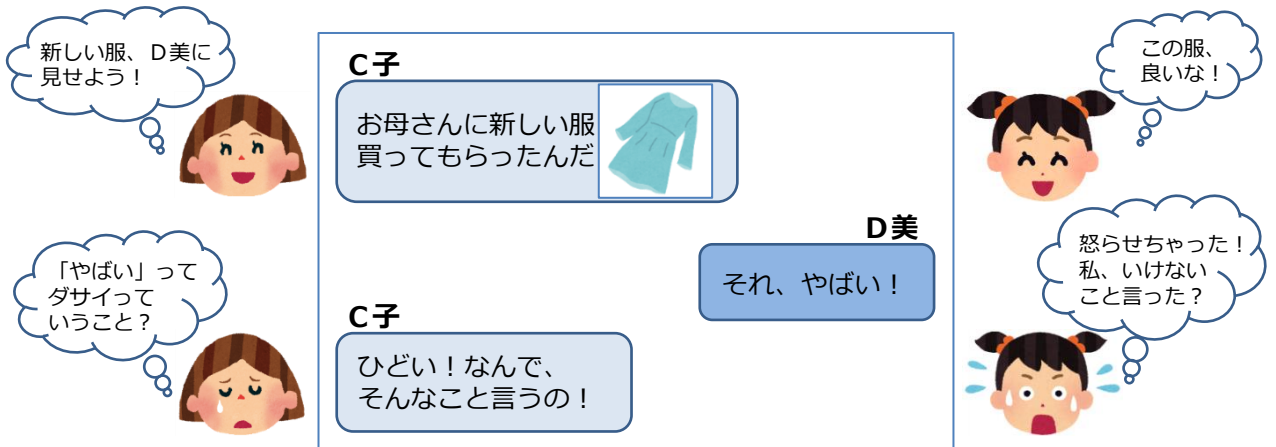 新しい服、D美に
見せよう！
C子
お母さんに新しい服
買ってもらったんだ
この服、
良いな！
D美
それ、やばい！
「やばい」って
ダサイって
いうこと？
C子
ひどい！なんで、
そんなこと言うの！
怒らせちゃった！
私、いけない
こと言った？